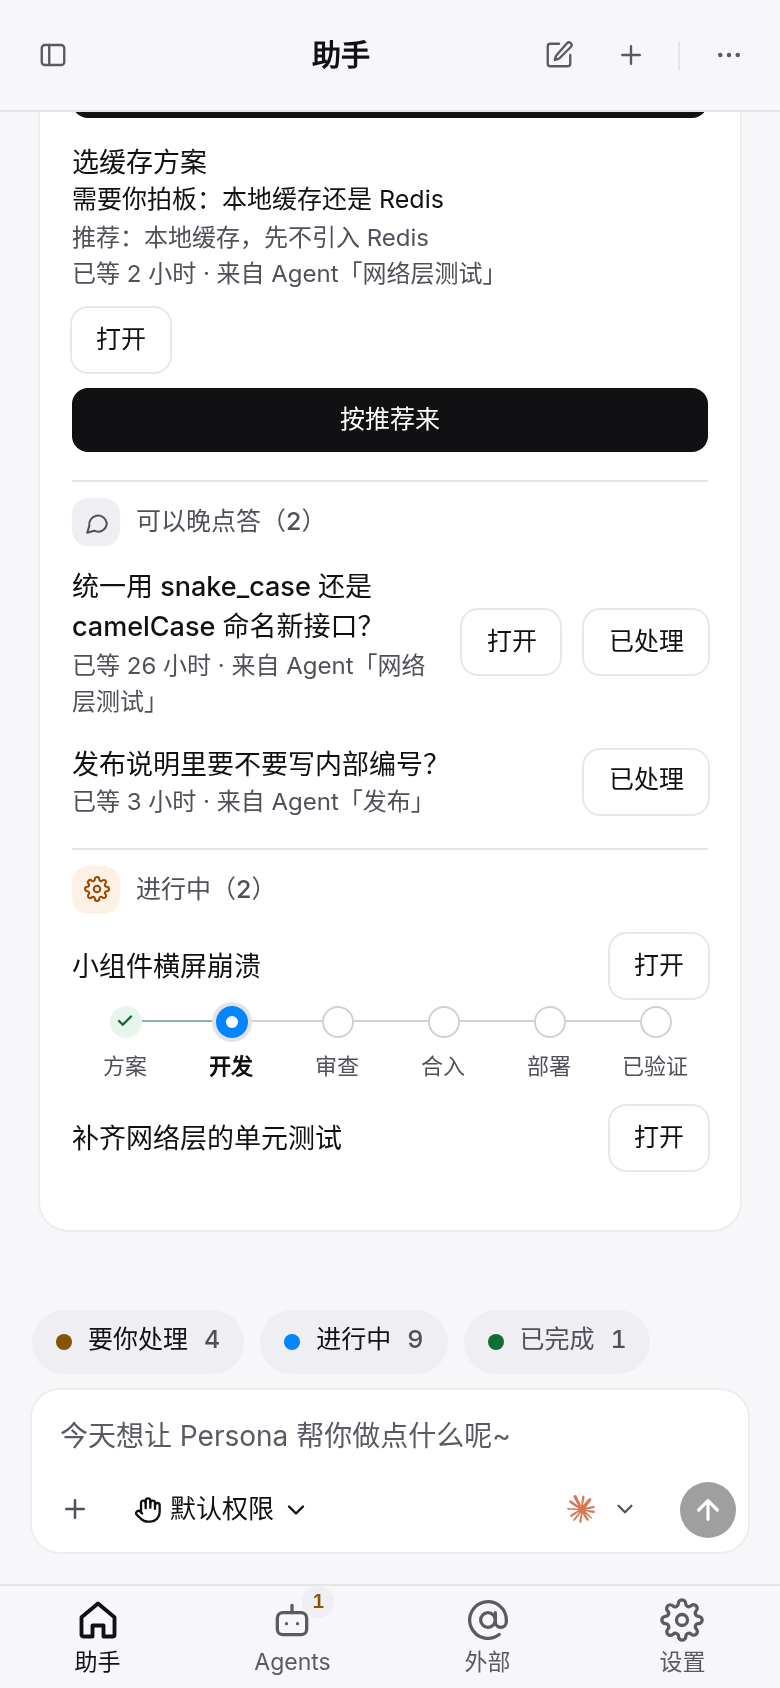 助手
选缓存方案
需要你拍板：本地缓存还是 Redis
推荐：本地缓存，先不引入 Redis
已等 2 小时 · 来自 Agent「网络层测试」
打开
按推荐来
可以晚点答（2）
统一用 snake_case 还是
camelCase 命名新接口？
已等 26 小时 · 来自 Agent「网络
层测试」
打开
已处理
发布说明里要不要写内部编号？
已等 3 小时 · 来自 Agent「发布」
已处理
进行中（2）
小组件横屏崩溃
打开
方案
开发
审查
合入
部署
已验证
补齐网络层的单元测试
打开
要你处理 4
进行中 9
已完成 1
今天想让 Persona 帮你做点什么呢~
默认权限
1
助手
Agents
外部
设置